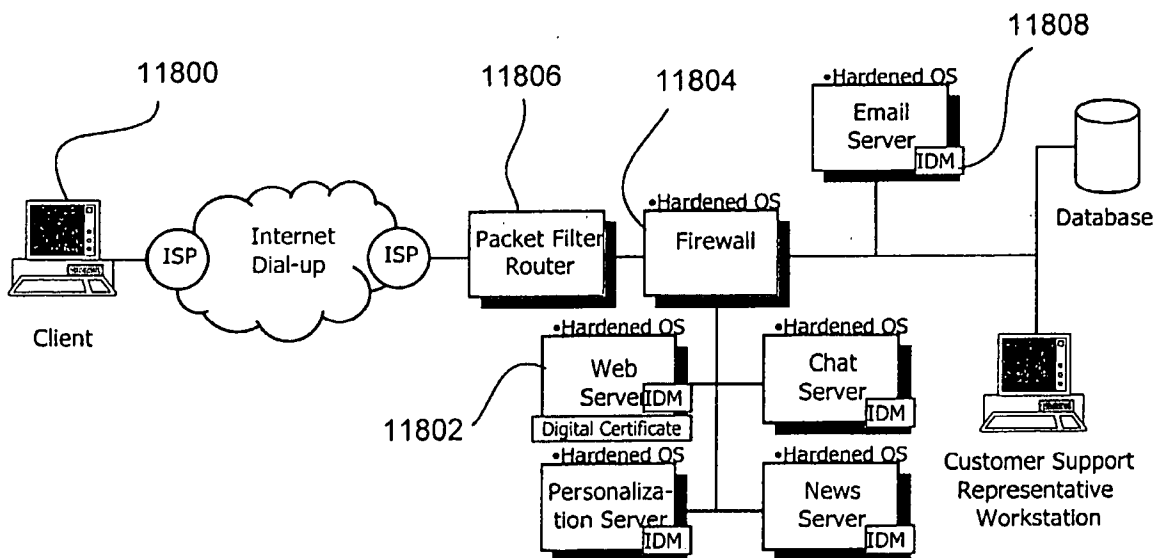 11800
11806
11804
11808
•Hardened OS
Email
Server
IDM
Database
•Hardened OS
Firewall
Packet Filter
Router
ISP
Internet
Dial-up
ISP
Client
•Hardened OS
Web
Server
IDM
Digital Certificate
11802
•Hardened OS
Chat
Server
IDM
•Hardened OS
Personaliza-
tion Server
IDM
•Hardened OS
News
Server
IDM
Customer Support
Representative
Workstation